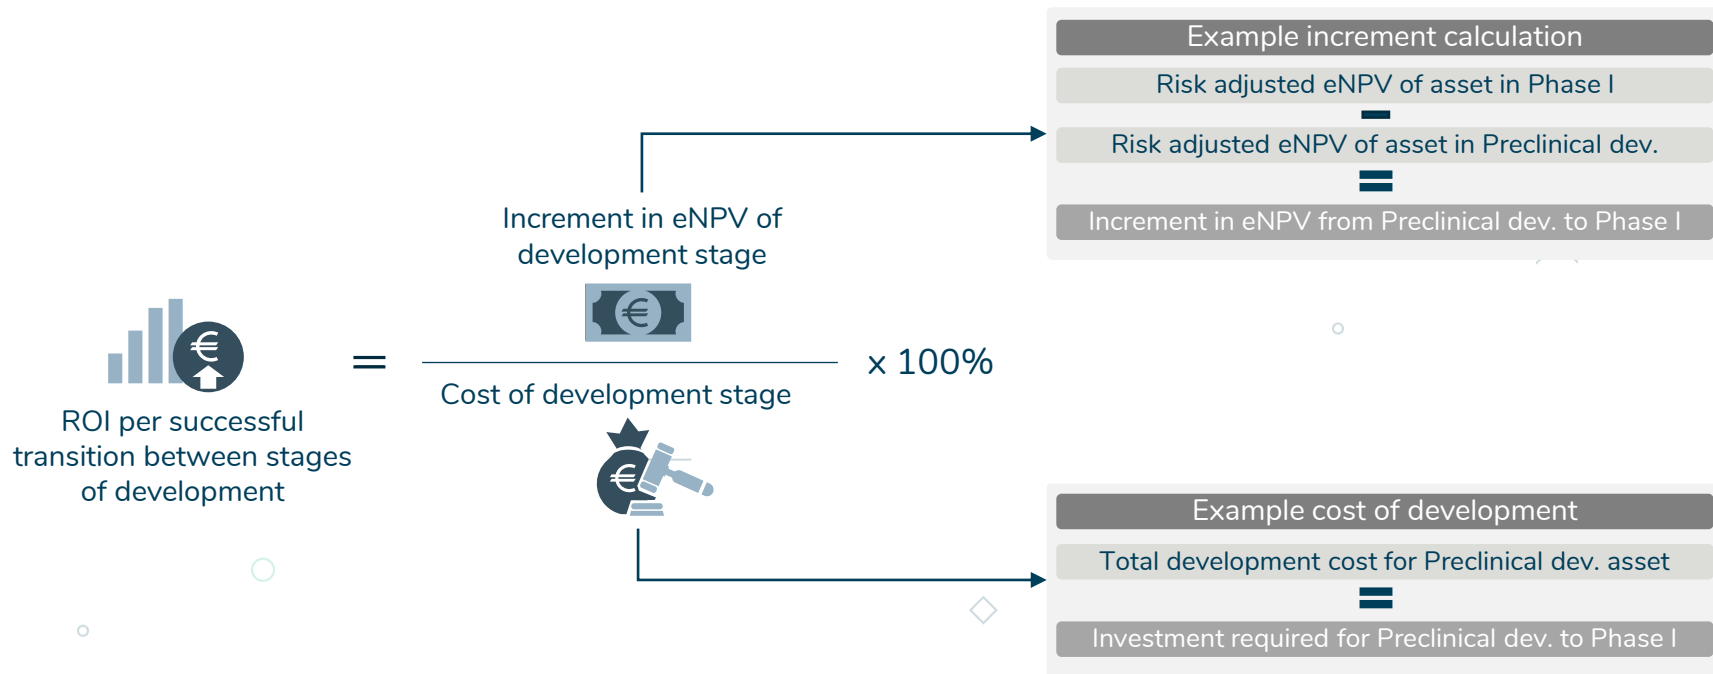 ROI per successful
transition between stages
of development
=
Increment in eNPV of
development stage
€
Cost of development stage
€
x 100%
Example increment calculation
Risk adjusted eNPV of asset in Phase I
–
Risk adjusted eNPV of asset in Preclinical dev.
=
Increment in eNPV from Preclinical dev. to Phase I
Example cost of development
Total development cost for Preclinical dev. asset
=
Investment required for Preclinical dev. to Phase I